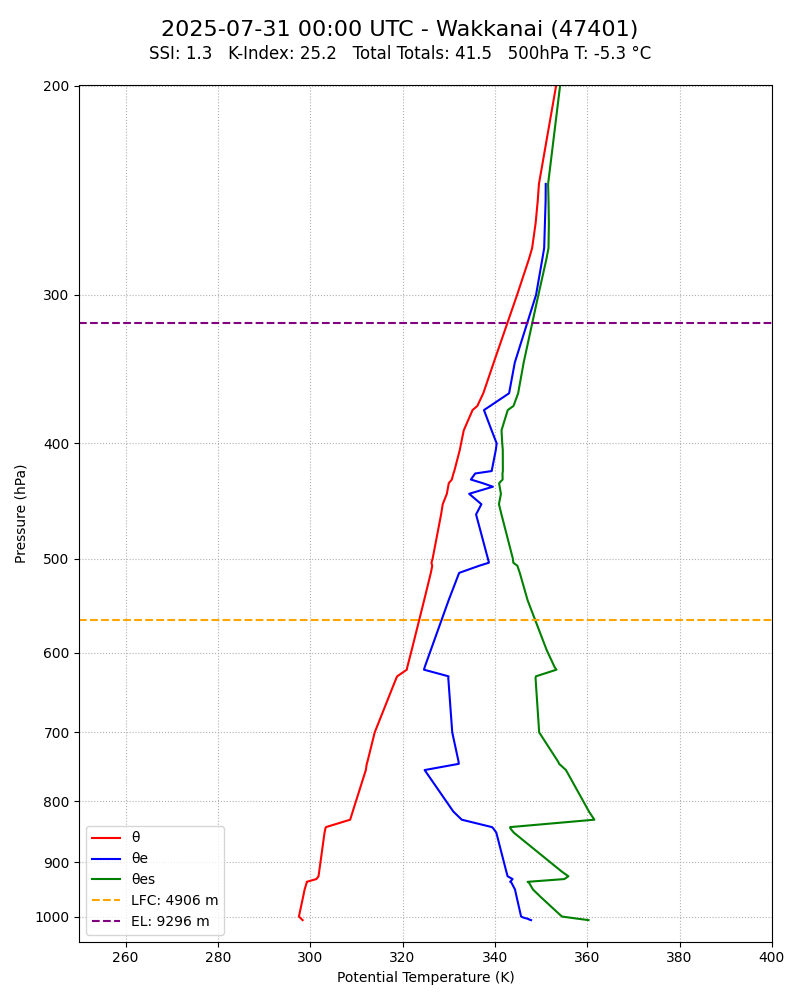 2025-07-31 00:00 UTC - Wakkanai (47401)
SSI: 1.3 K-Index: 25.2 Total Totals: 41.5 500hPa T: -5.3 °C
200
300
400
500
600
700
800
900
1000
Pressure (hPa)
θ
θe
θes
LFC: 4906 m
EL: 9296 m
260 280 300 320 340 360 380 400
Potential Temperature (K)